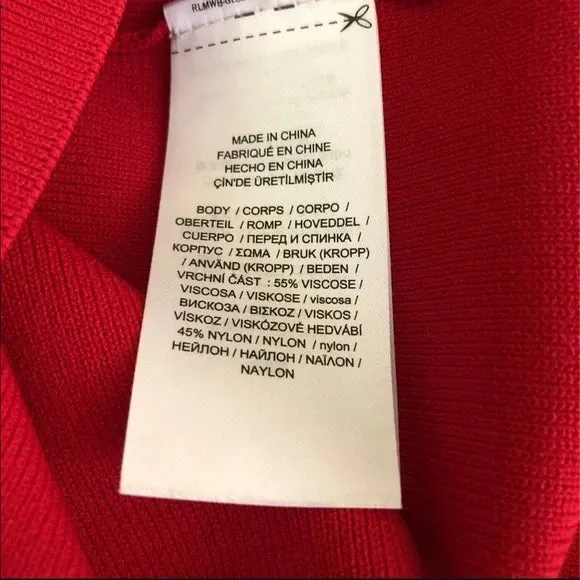 MADE IN CHINA
FABRIQUÉ EN CHINE
HECHO EN CHINA
ÇİN'DE ÜRETİLMİŞTİR
BODY / CORPS / CORPO /
OBERTEIL / ROMP / HOVEDDEL /
CUERPO / ПЕРЕД И СПИНКА /
КОРПУС / ΣΩΜΑ / BRUK (KROPP)
/ ANVÄND (KROPP) / BEDEN /
VRCHNÍ ČÁST : 55% VISCOSE /
VISCOSA / VISKOSE / viscosa /
ВИСКОЗА / ΒΙΣΚΟΖ / VISKOS /
VİSKOZ / VISKÓZOVÉ HEDVÁBÍ
45% NYLON / NYLON / nylon /
НЕЙЛОН / НАЙЛОН / ΝΑΪΛΟΝ /
NAYLON